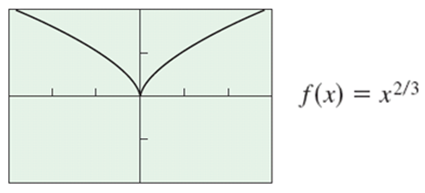 f(x) = x^{2/3}